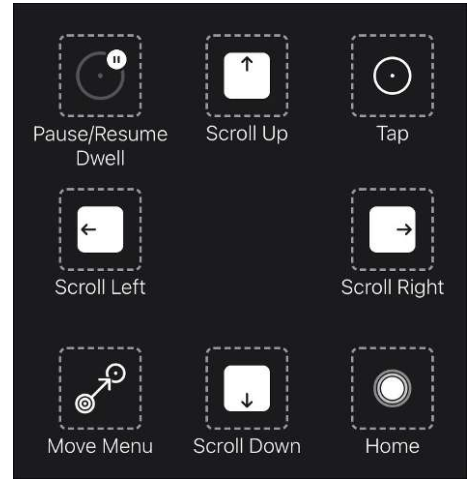 Pause/Resume
Dwell
Scroll Up
Tap
Scroll Left
Scroll Right
Move Menu
Scroll Down
Home